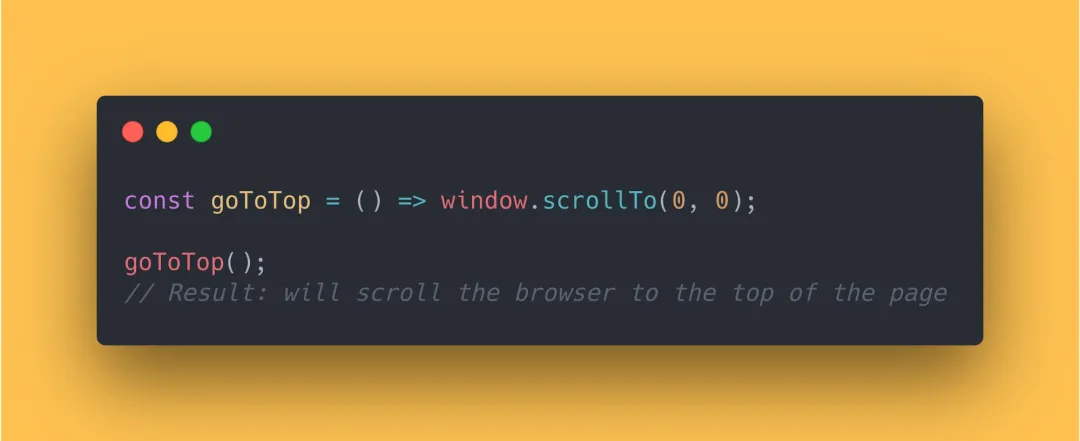 const goToTop = () => window.scrollTo(0, 0);
goToTop();
// Result: will scroll the browser to the top of the page